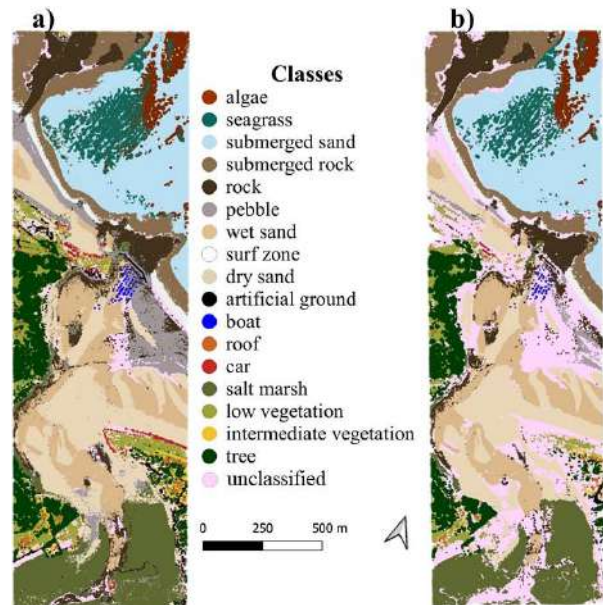 a)
b)
Classes
algae
seagrass
submerged sand
submerged rock
rock
pebble
wet sand
surf zone
dry sand
artificial ground
boat
roof
car
salt marsh
low vegetation
intermediate vegetation
tree
unclassified
0 250 500 m